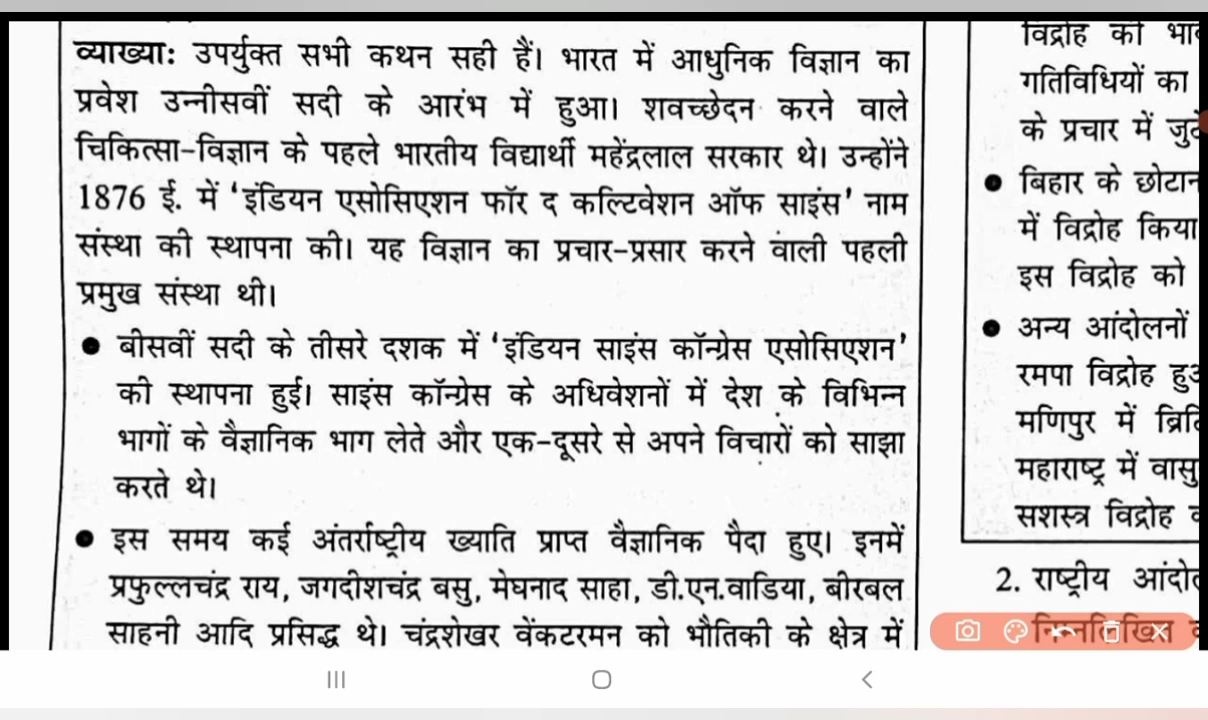 व्याख्या: उपर्युक्त सभी कथन सही हैं। भारत में आधुनिक विज्ञान का
प्रवेश उन्नीसवीं सदी के आरंभ में हुआ। शवच्छेदन करने वाले
चिकित्सा-विज्ञान के पहले भारतीय विद्यार्थी महेंद्रलाल सरकार थे। उन्होंने
1876 ई. में ‘इंडियन एसोसिएशन फॉर द कल्टिवेशन ऑफ साइंस’ नाम
संस्था की स्थापना की। यह विज्ञान का प्रचार-प्रसार करने वाली पहली
प्रमुख संस्था थी।
● बीसवीं सदी के तीसरे दशक में ‘इंडियन साइंस कॉन्ग्रेस एसोसिएशन’
की स्थापना हुई। साइंस कॉन्ग्रेस के अधिवेशनों में देश के विभिन्न
भागों के वैज्ञानिक भाग लेते और एक-दूसरे से अपने विचारों को साझा
करते थे।
● इस समय कई अंतर्राष्ट्रीय ख्याति प्राप्त वैज्ञानिक पैदा हुए। इनमें
प्रफुल्लचंद्र राय, जगदीशचंद्र बसु, मेघनाद साहा, डी.एन.वाडिया, बीरबल
साहनी आदि प्रसिद्ध थे। चंद्रशेखर वेंकटरमन को भौतिकी के क्षेत्र में
विद्रोह की
गतिविधियों का
के प्रचार में
● बिहार के
में विद्रोह किया
इस विद्रोह को
● अन्य आंदोलनों
रमपा विद्रोह
मणिपुर में
महाराष्ट्र में
सशस्त्र विद्रोह
2. राष्ट्रीय